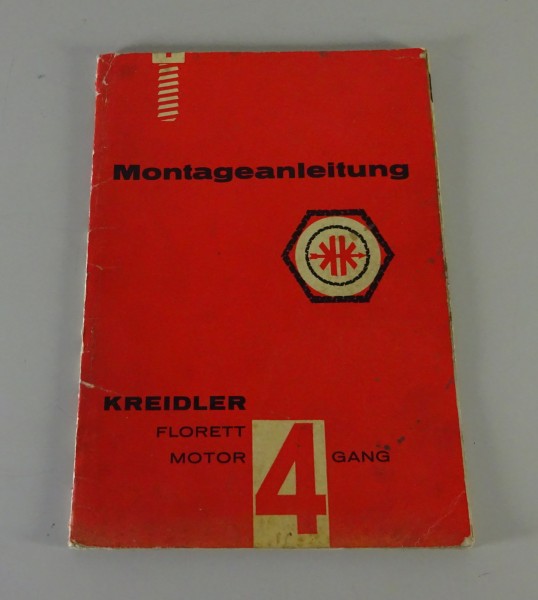 Montageanleitung
KREIDLER
FLORETT
MOTOR 4 GANG